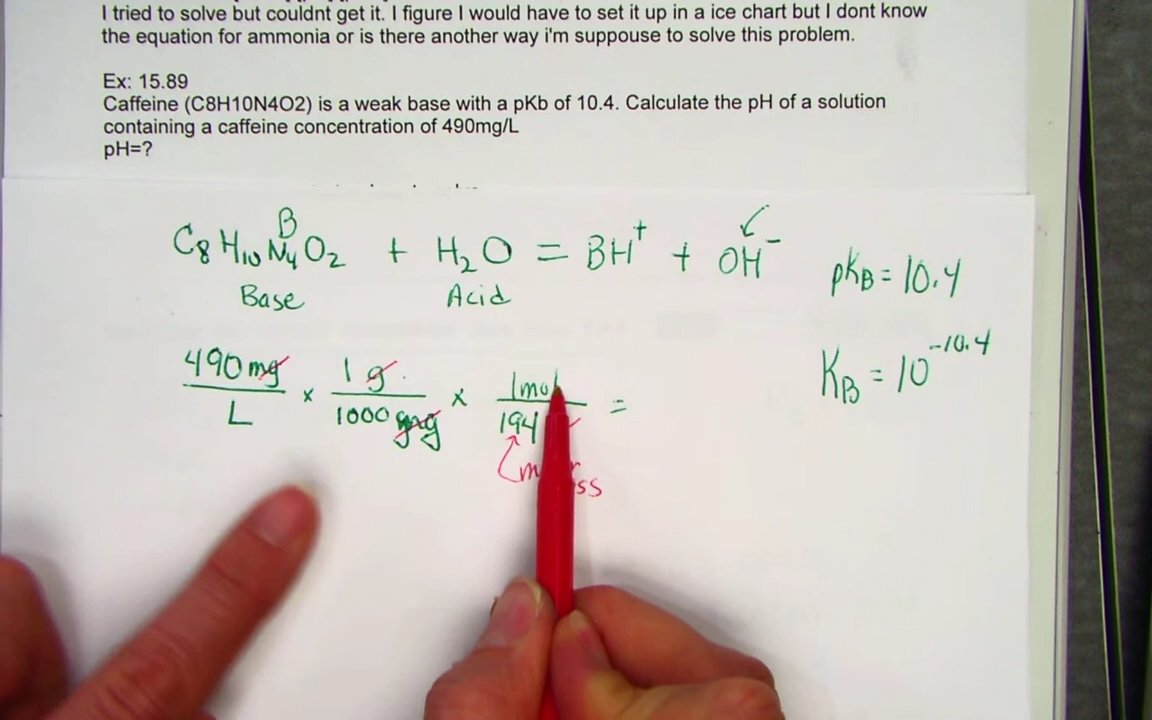 I tried to solve but couldnt get it. I figure I would have to set it up in a ice chart but I dont know
the equation for ammonia or is there another way i'm suppouse to solve this problem.
Ex: 15.89
Caffeine (C8H10N4O2) is a weak base with a pKb of 10.4. Calculate the pH of a solution
containing a caffeine concentration of 490mg/L
pH=?
B
C8H10N4O2 + H2O = BH+ + OH-
Base Acid
pKB = 10.4
KB = 10^-10.4
490mg/L × 1g/1000mg × 1mol/194 =